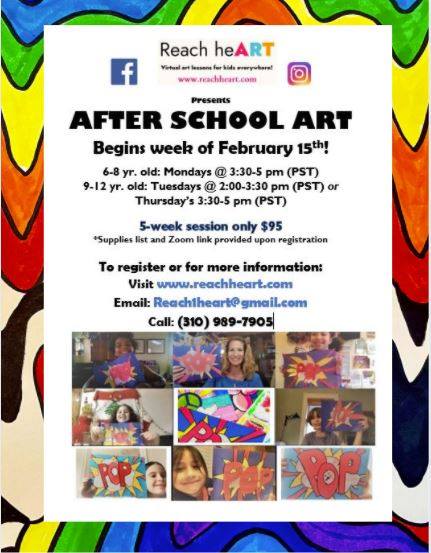 Reach heART
Virtual art lessons for kids everywhere!
www.reachheart.com
Presents
AFTER SCHOOL ART
Begins week of February 15th!
6-8 yr. old: Mondays @ 3:30-5 pm (PST)
9-12 yr. old: Tuesdays @ 2:00-3:30 pm (PST) or
Thursday's 3:30-5 pm (PST)
5-week session only $95
*Supplies list and Zoom link provided upon registration
To register or for more information:
Visit www.reachheart.com
Email: Reach1heart@gmail.com
Call: (310) 989-7905
POP
POP
POP